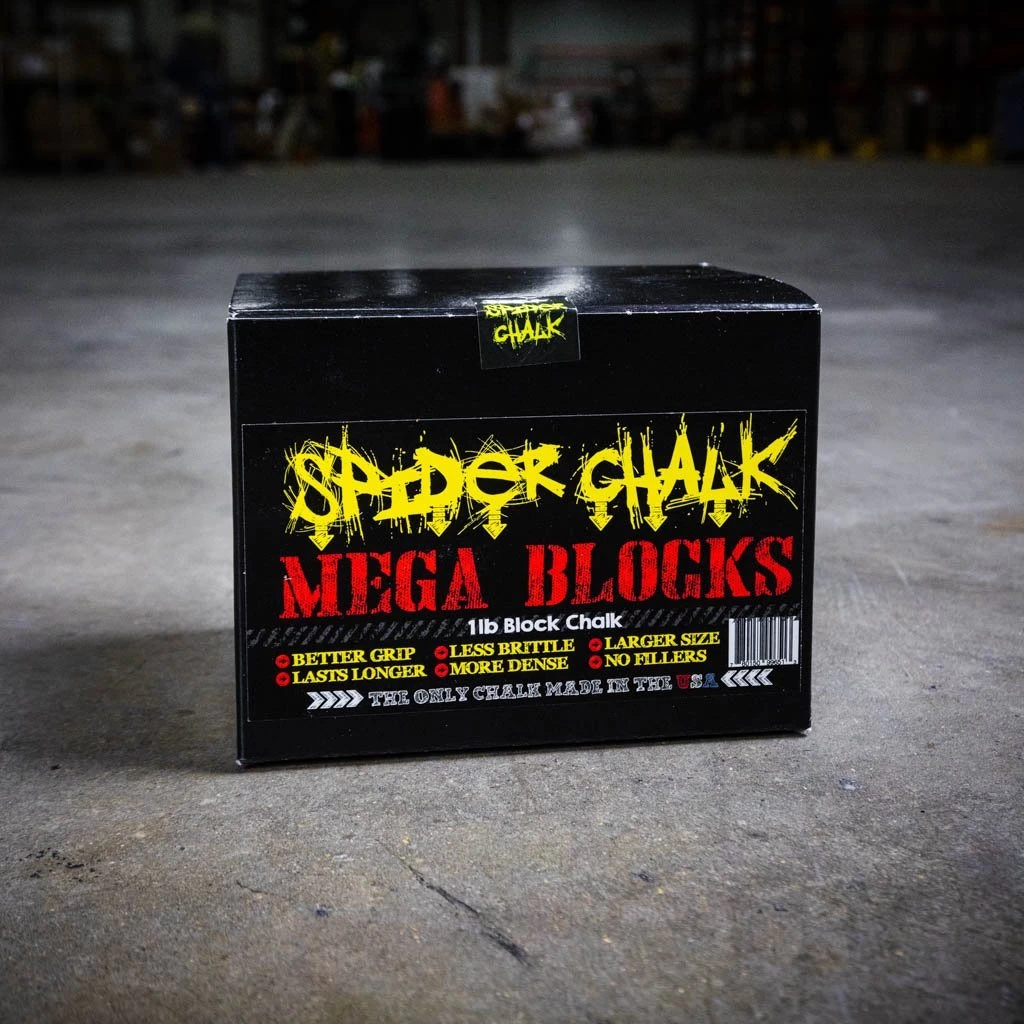 SPIDER
CHALK
SPIDER CHALK
MEGA BLOCKS
1lb Block Chalk
BETTER GRIP LESS BRITTLE LARGER SIZE
LASTS LONGER MORE DENSE NO FILLERS
THE ONLY CHALK MADE IN THE USA